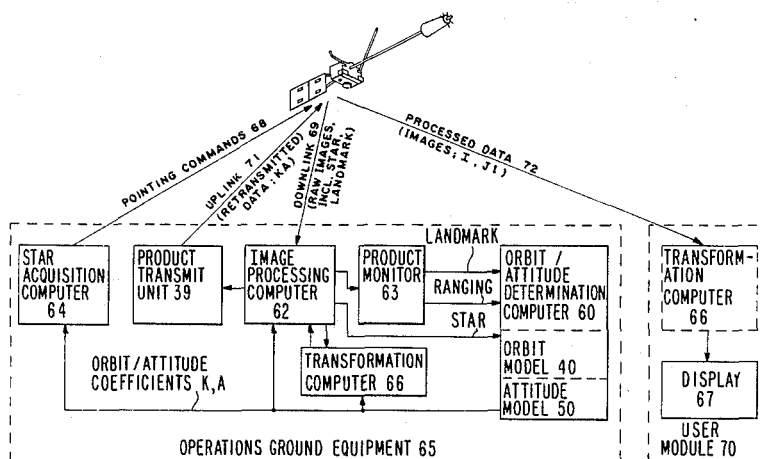 POINTING COMMANDS 68
UPLINK 71
(RETRANSMITTED
DATA; KA)
DOWNLINK 69
(RAW IMAGES,
INCL. STAR,
LANDMARK)
PROCESSED DATA 72
(IMAGES; I, J1)
STAR
ACQUISITION
COMPUTER
64
PRODUCT
TRANSMIT
UNIT 39
IMAGE
PROCESSING
COMPUTER
62
PRODUCT
MONITOR
63
LANDMARK
RANGING
STAR
ORBIT /
ATTITUDE
DETERMINATION
COMPUTER 60
ORBIT
MODEL 40
ATTITUDE
MODEL 50
TRANSFORMATION
COMPUTER 66
ORBIT/ATTITUDE
COEFFICIENTS K,A
OPERATIONS GROUND EQUIPMENT 65
TRANSFORM-
ATION
COMPUTER
66
DISPLAY
67
USER
MODULE 70